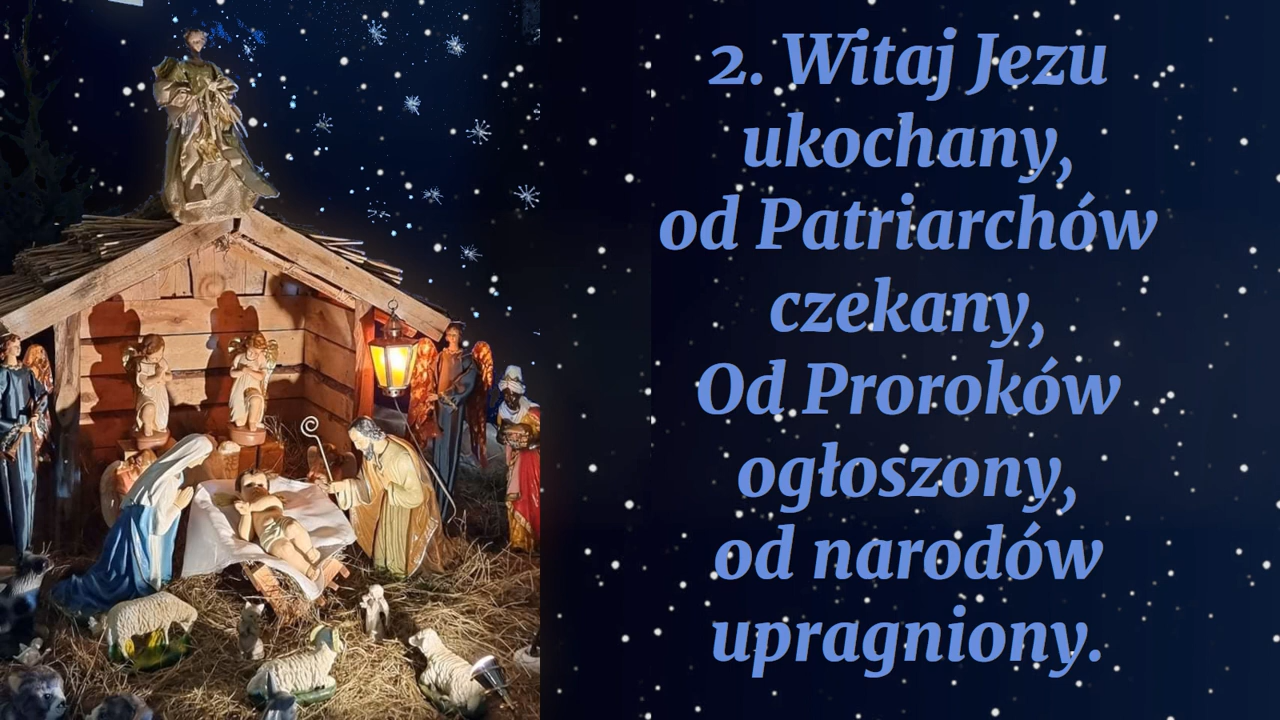 2. Witaj Jezu
ukochany,
od Patriarchów
czekany,
Od Proroków
ogłoszony,
od narodów
upragniony.